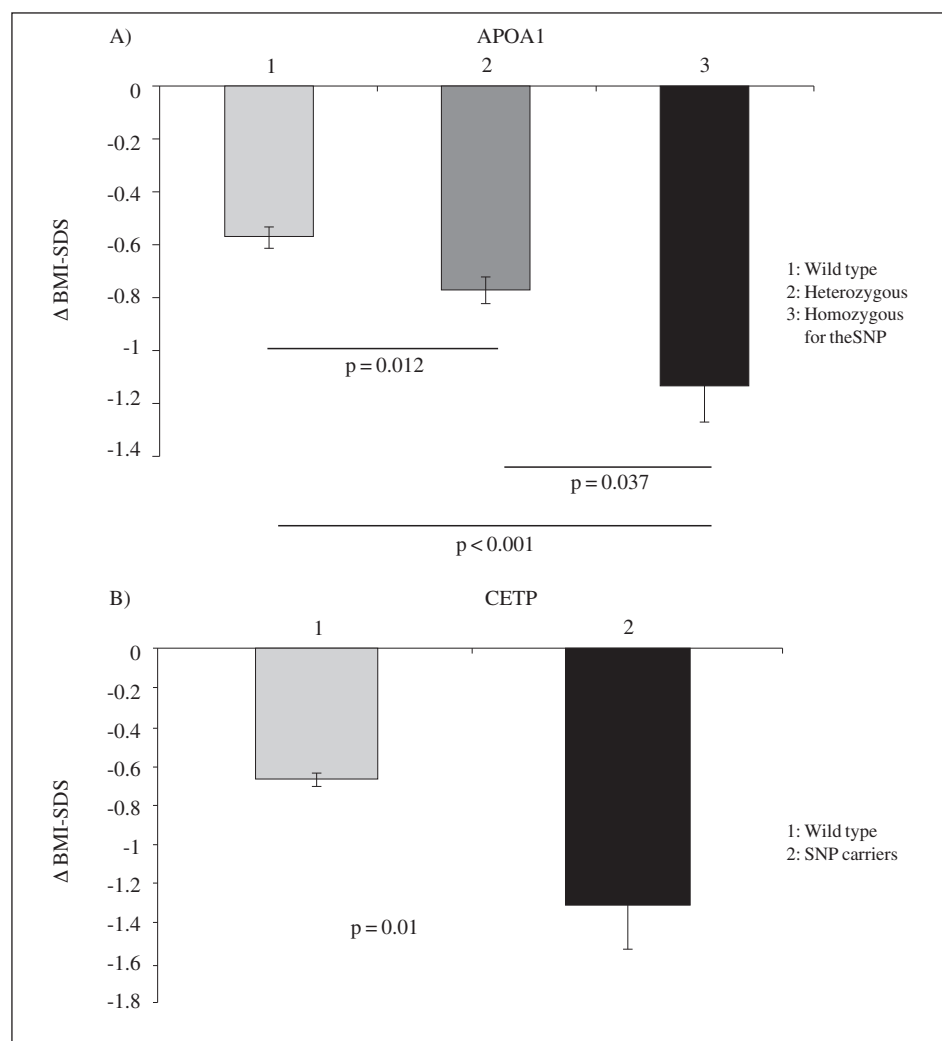 A)
APOA1
1 2 3
0
-0.2
-0.4
-0.6
-0.8
-1
-1.2
-1.4
Δ BMI-SDS
1: Wild type
2: Heterozygous
3: Homozygous
for theSNP
p = 0.012
p = 0.037
p < 0.001
B)
CETP
1 2
0
-0.2
-0.4
-0.6
-0.8
-1
-1.2
-1.4
-1.6
-1.8
Δ BMI-SDS
1: Wild type
2: SNP carriers
p = 0.01